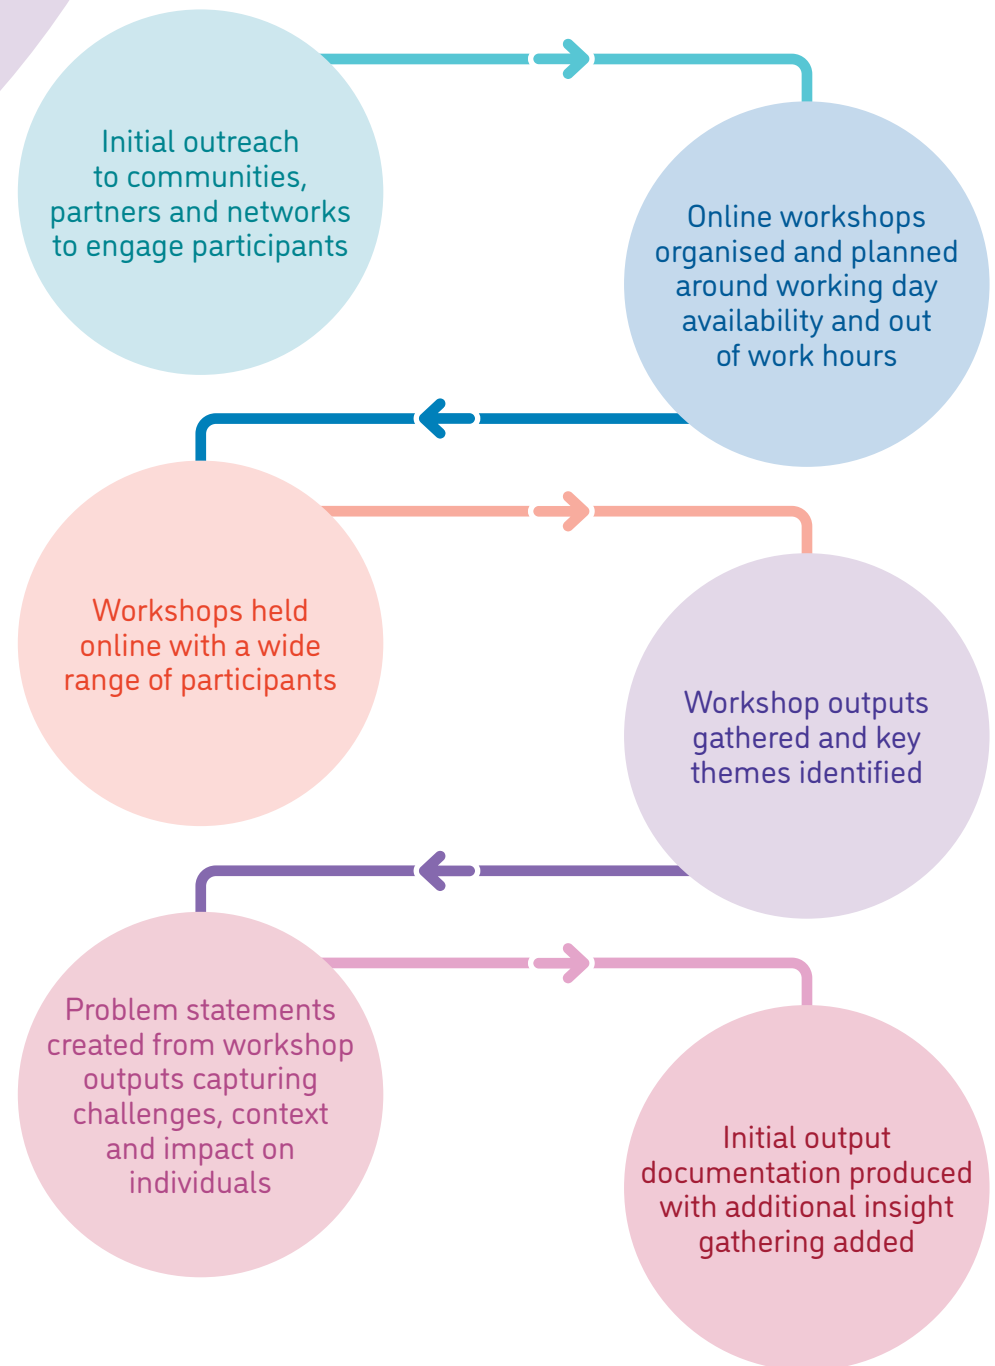 Initial outreach
to communities,
partners and networks
to engage participants
Online workshops
organised and planned
around working day
availability and out
of work hours
Workshops held
online with a wide
range of participants
Workshop outputs
gathered and key
themes identified
Problem statements
created from workshop
outputs capturing
challenges, context
and impact on
individuals
Initial output
documentation produced
with additional insight
gathering added